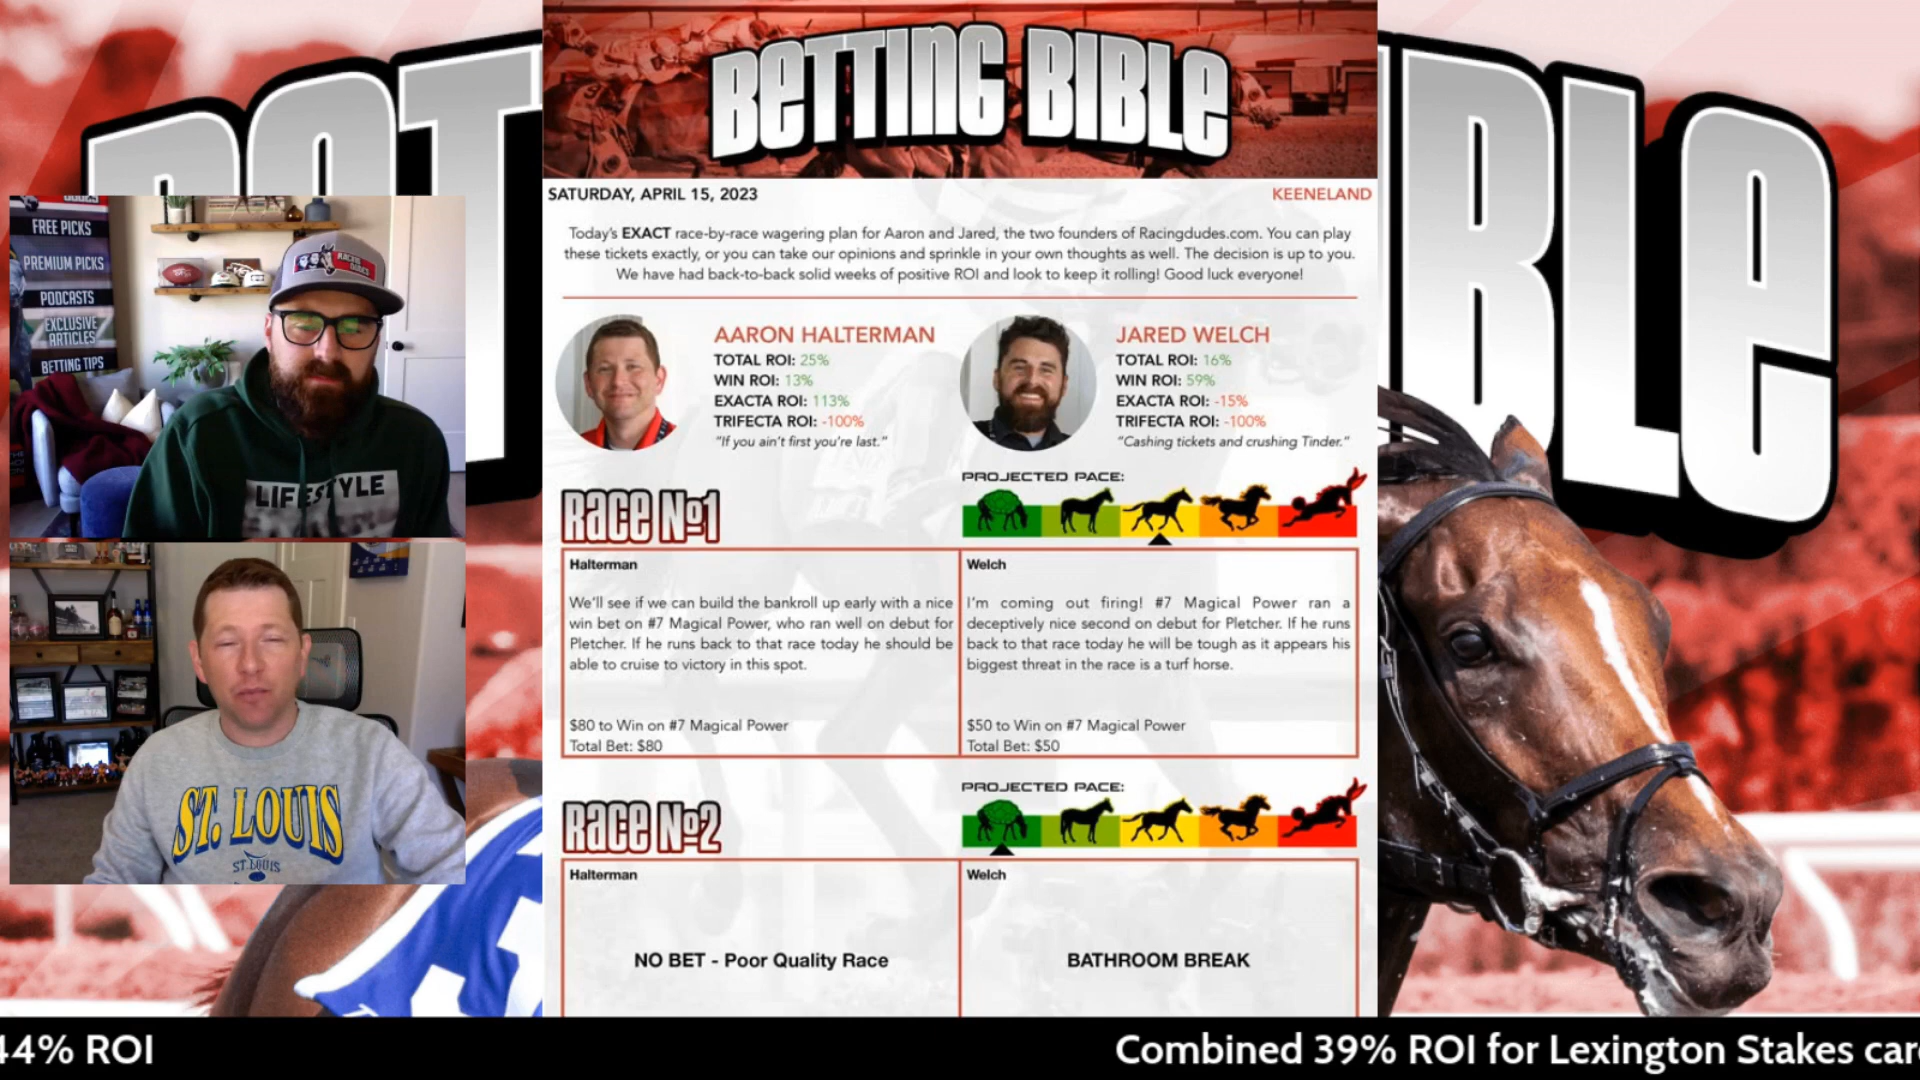 BETTING BIBLE
SATURDAY, APRIL 15, 2023
KEENELAND
Today's EXACT race-by-race wagering plan for Aaron and Jared, the two founders of Racingdudes.com. You can play
these tickets exactly, or you can take our opinions and sprinkle in your own thoughts as well. The decision is up to you.
We have had back-to-back solid weeks of positive ROI and look to keep it rolling! Good luck everyone!
AARON HALTERMAN
TOTAL ROI: 25%
WIN ROI: 13%
EXACTA ROI: 113%
TRIFECTA ROI: -100%
"If you ain't first you're last."
JARED WELCH
TOTAL ROI: 16%
WIN ROI: 59%
EXACTA ROI: -15%
TRIFECTA ROI: -100%
"Cashing tickets and crushing Tinder."
RACE Nº1
PROJECTED PACE:
Halterman
We'll see if we can build the bankroll up early with a nice
win bet on #7 Magical Power, who ran well on debut for
Pletcher. If he runs back to that race today he should be
able to cruise to victory in this spot.
$80 to Win on #7 Magical Power
Total Bet: $80
Welch
I'm coming out firing! #7 Magical Power ran a
deceptively nice second on debut for Pletcher. If he runs
back to that race today he will be tough as it appears his
biggest threat in the race is a turf horse.
$50 to Win on #7 Magical Power
Total Bet: $50
RACE Nº2
PROJECTED PACE:
Halterman
NO BET - Poor Quality Race
Welch
BATHROOM BREAK
FREE PICKS
PREMIUM PICKS
PODCASTS
EXCLUSIVE
ARTICLES
BETTING TIPS
RACING
DUDES
LIFESTYLE
ST. LOUIS
ST. LOUIS
BLE
44% ROI
Combined 39% ROI for Lexington Stakes car